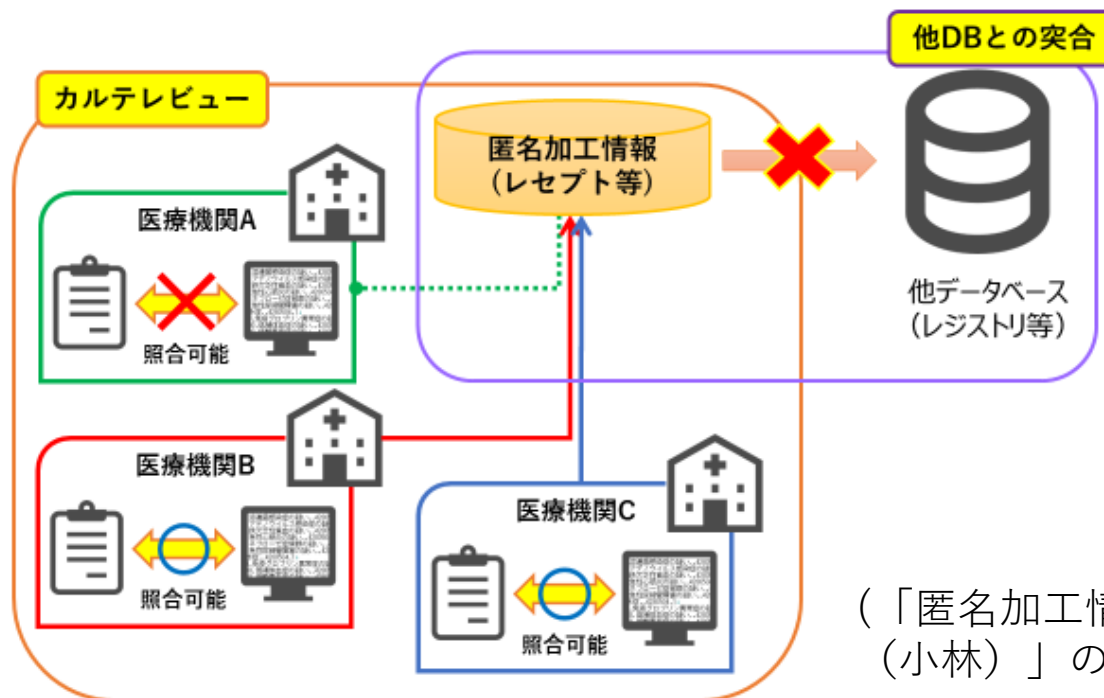 他DBとの突合
カルテレビュー
匿名加工情報
(レセプト等)
医療機関A
照合可能
他データベース
(レジストリ等)
医療機関B
照合可能
医療機関C
照合可能
(「匿名加工情
(小林)」の